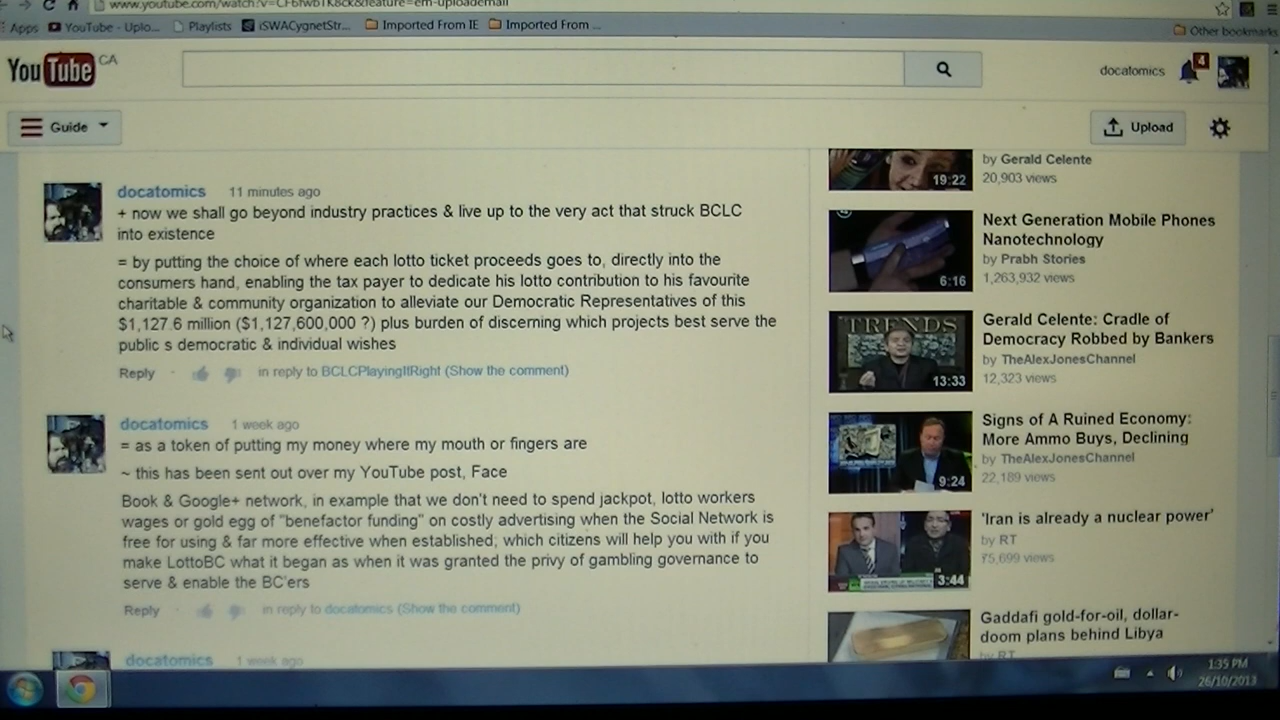 www.youtube.com/watch?v=CF6fwbTK8ck&feature=em-uploademail
Apps YouTube - Uplo... Playlists iSWACygnetStr... Imported From IE Imported From ... Other bookmarks
YouTube CA
docatomics 4
Guide
Upload
docatomics 11 minutes ago
+ now we shall go beyond industry practices & live up to the very act that struck BCLC
into existence
= by putting the choice of where each lotto ticket proceeds goes to, directly into the
consumers hand, enabling the tax payer to dedicate his lotto contribution to his favourite
charitable & community organization to alleviate our Democratic Representatives of this
$1,127.6 million ($1,127,600,000 ?) plus burden of discerning which projects best serve the
public s democratic & individual wishes
Reply · in reply to BCLCPlayingItRight (Show the comment)
docatomics 1 week ago
= as a token of putting my money where my mouth or fingers are
~ this has been sent out over my YouTube post, Face
Book & Google+ network, in example that we don't need to spend jackpot, lotto workers
wages or gold egg of "benefactor funding" on costly advertising when the Social Network is
free for using & far more effective when established; which citizens will help you with if you
make LottoBC what it began as when it was granted the privy of gambling governance to
serve & enable the BC'ers
Reply · in reply to docatomics (Show the comment)
docatomics 1 week ago
19:22
by Gerald Celente
20,903 views
6:16
Next Generation Mobile Phones
Nanotechnology
by Prabh Stories
1,263,932 views
TRENDS
13:33
Gerald Celente: Cradle of
Democracy Robbed by Bankers
by TheAlexJonesChannel
12,323 views
9:24
Signs of A Ruined Economy:
More Ammo Buys, Declining
by TheAlexJonesChannel
22,189 views
3:44
'Iran is already a nuclear power'
by RT
75,699 views
Gaddafi gold-for-oil, dollar-
doom plans behind Libya
by RT
1:35 PM
26/10/2013